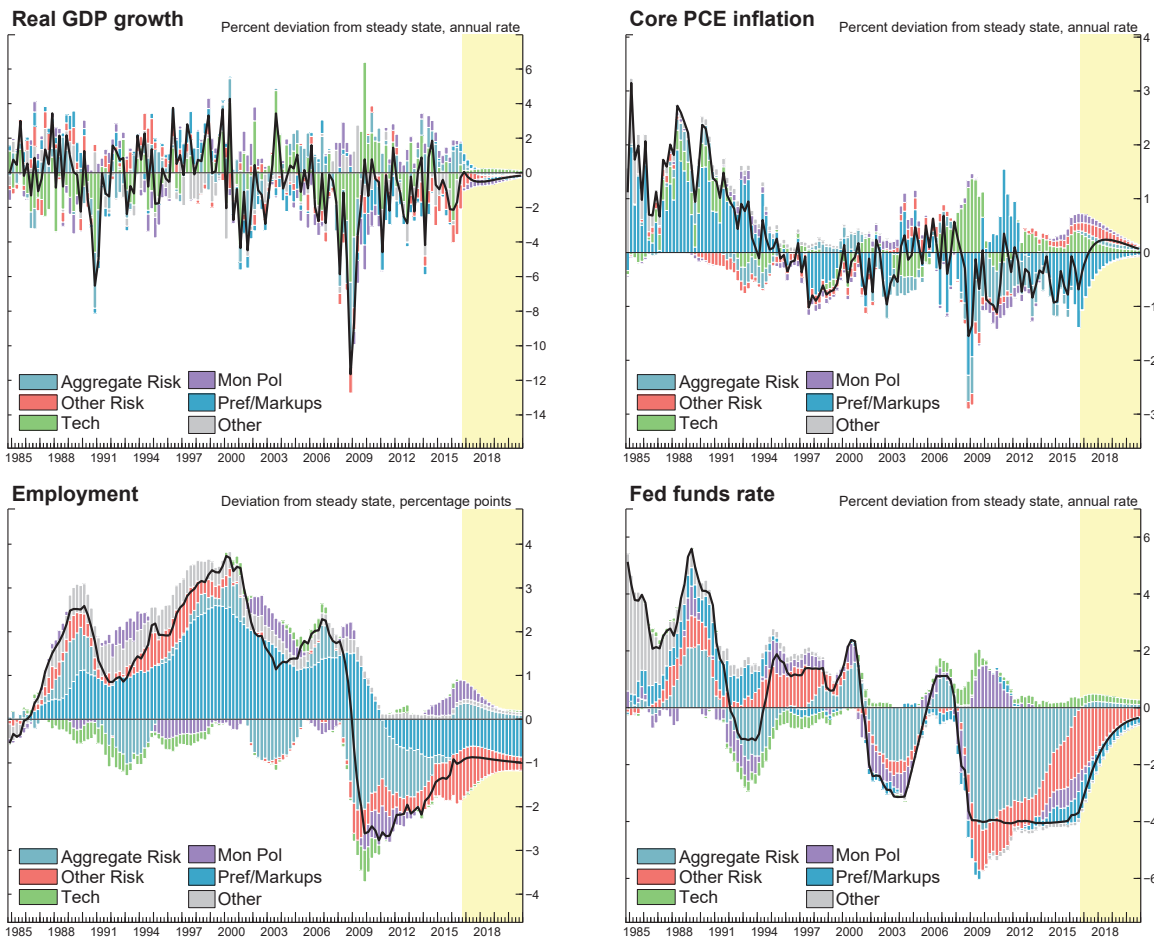 Real GDP growth
Percent deviation from steady state, annual rate
6
4
2
0
−2
−4
−6
−8
−10
−12
−14
Aggregate Risk
Other Risk
Tech
Mon Pol
Pref/Markups
Other
1985 1988 1991 1994 1997 2000 2003 2006 2009 2012 2015 2018
Core PCE inflation
Percent deviation from steady state, annual rate
4
3
2
1
0
−1
−2
−3
Aggregate Risk
Other Risk
Tech
Mon Pol
Pref/Markups
Other
1985 1988 1991 1994 1997 2000 2003 2006 2009 2012 2015 2018
Employment
Deviation from steady state, percentage points
4
3
2
1
0
−1
−2
−3
−4
Aggregate Risk
Other Risk
Tech
Mon Pol
Pref/Markups
Other
1985 1988 1991 1994 1997 2000 2003 2006 2009 2012 2015 2018
Fed funds rate
Percent deviation from steady state, annual rate
6
4
2
0
−2
−4
−6
Aggregate Risk
Other Risk
Tech
Mon Pol
Pref/Markups
Other
1985 1988 1991 1994 1997 2000 2003 2006 2009 2012 2015 2018